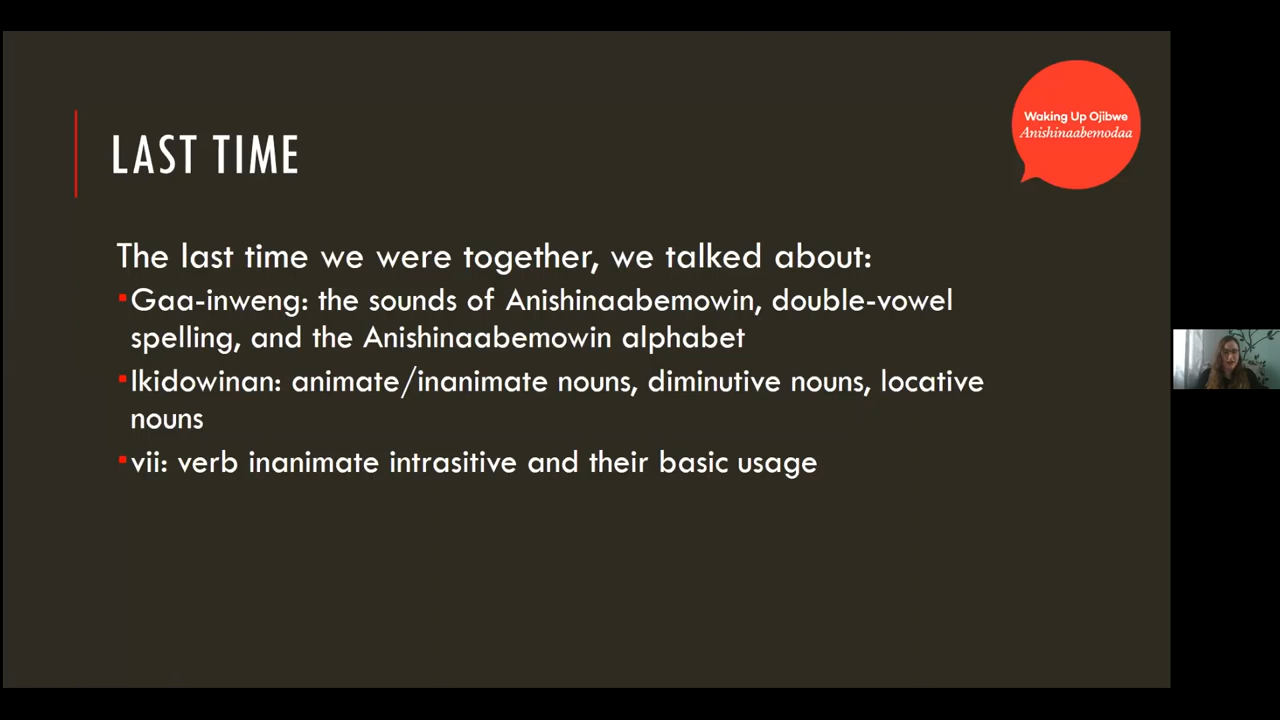 LAST TIME
Waking Up Ojibwe
Anishinaabemodaa
The last time we were together, we talked about:
Gaa-inweng: the sounds of Anishinaabemowin, double-vowel
spelling, and the Anishinaabemowin alphabet
Ikidowinan: animate/inanimate nouns, diminutive nouns, locative
nouns
vii: verb inanimate intrasitive and their basic usage